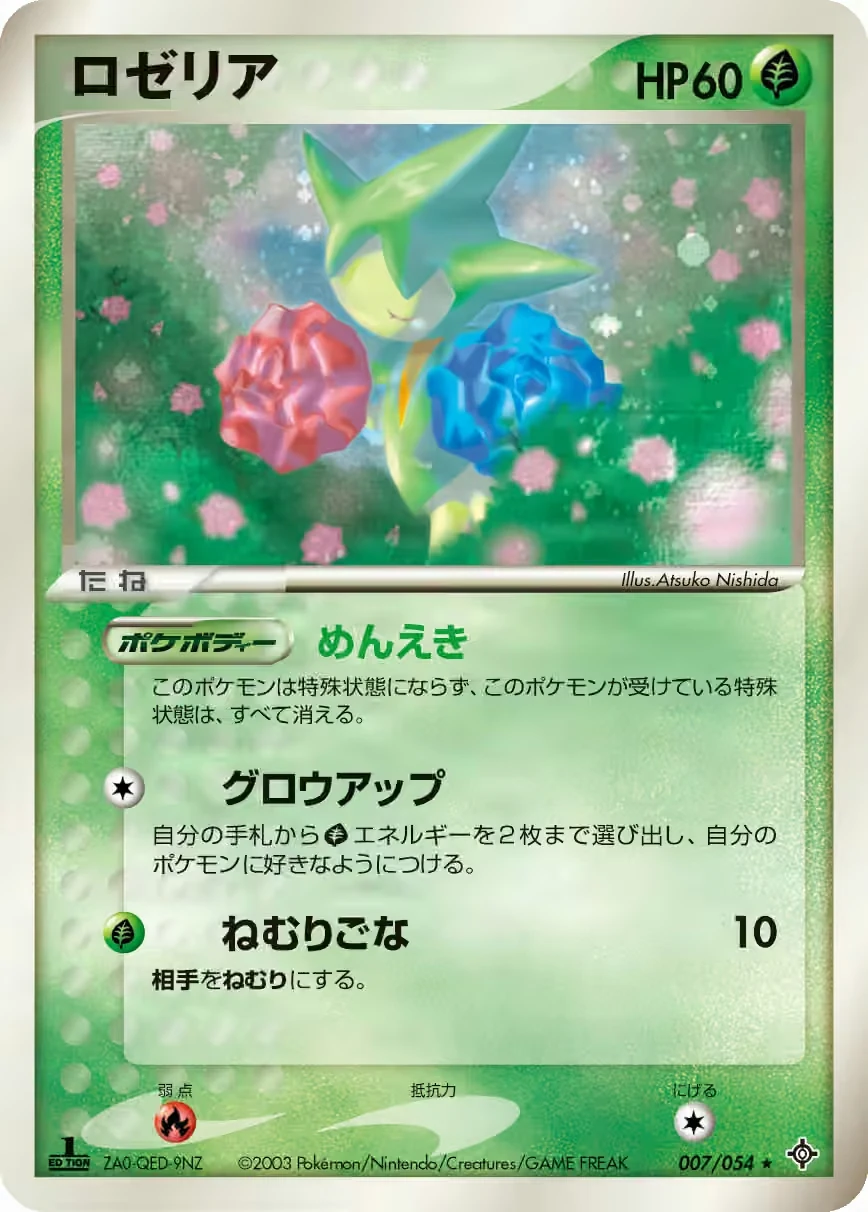 ロゼリア
HP60
たね
Illus.Atsuko Nishida
ポケボディー
めんえき
このポケモンは特殊状態にならず、このポケモンが受けている特殊
状態は、すべて消える。
グロウアップ
自分の手札からエネルギーを2枚まで選び出し、自分の
ポケモンに好きなようにつける。
ねむりごな 10
相手をねむりにする。
弱点 抵抗力 にげる
1
ED TION
ZA0-QED-9NZ
©2003 Pokémon/Nintendo/Creatures/GAME FREAK
007/054 ★